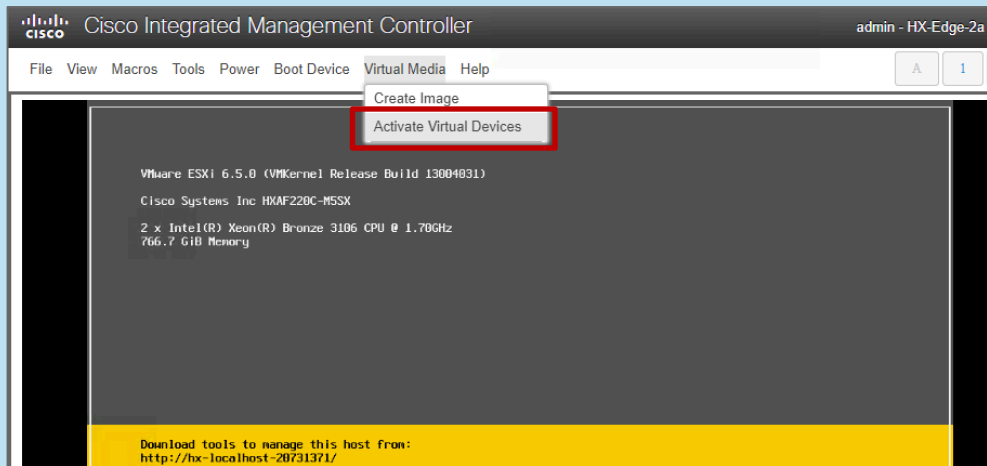 cisco Cisco Integrated Management Controller admin - HX-Edge-2a
File View Macros Tools Power Boot Device Virtual Media Help A 1
Create Image
Activate Virtual Devices
VMware ESXi 6.5.0 (VMKernel Release Build 13004031)
Cisco Systems Inc HXAF220C-M5SX
2 x Intel(R) Xeon(R) Bronze 3106 CPU @ 1.70GHz
766.7 GiB Memory
Download tools to manage this host from:
http://hx-localhost-20731371/